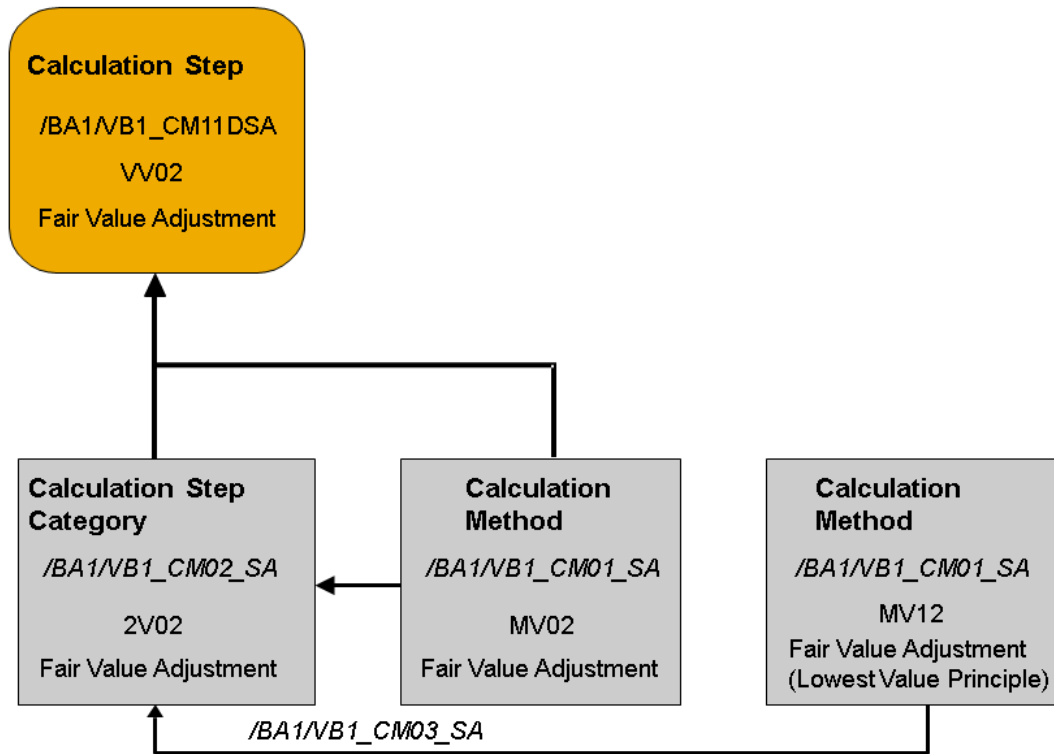 Calculation Step
/BA1/VB1_CM11DSA
VV02
Fair Value Adjustment
Calculation Step
Category
/BA1/VB1_CM02_SA
2V02
Fair Value Adjustment
Calculation
Method
/BA1/VB1_CM01_SA
MV02
Fair Value Adjustment
Calculation
Method
/BA1/VB1_CM01_SA
MV12
Fair Value Adjustment
(Lowest Value Principle)
/BA1/VB1_CM03_SA